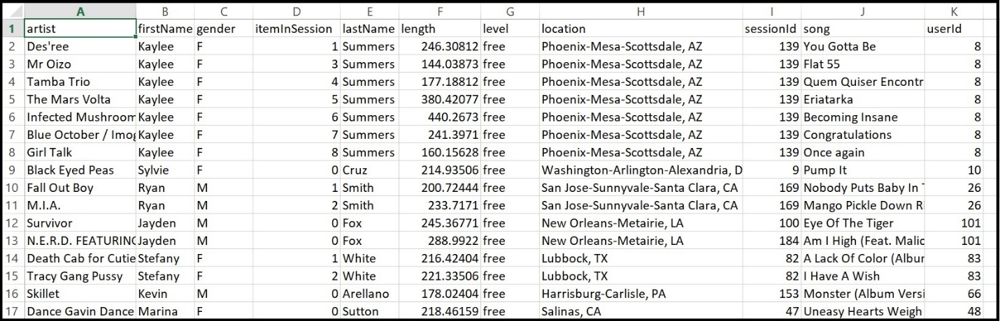 A B C D E F G H I J K
1 artist firstName gender itemInSession lastName length level location sessionId song userId
2 Des'ree Kaylee F 1 Summers 246.30812 free Phoenix-Mesa-Scottsdale, AZ 139 You Gotta Be 8
3 Mr Oizo Kaylee F 3 Summers 144.03873 free Phoenix-Mesa-Scottsdale, AZ 139 Flat 55 8
4 Tamba Trio Kaylee F 4 Summers 177.18812 free Phoenix-Mesa-Scottsdale, AZ 139 Quem Quiser Encontr 8
5 The Mars Volta Kaylee F 5 Summers 380.42077 free Phoenix-Mesa-Scottsdale, AZ 139 Eriatarka 8
6 Infected Mushroom Kaylee F 6 Summers 440.2673 free Phoenix-Mesa-Scottsdale, AZ 139 Becoming Insane 8
7 Blue October / Imog Kaylee F 7 Summers 241.3971 free Phoenix-Mesa-Scottsdale, AZ 139 Congratulations 8
8 Girl Talk Kaylee F 8 Summers 160.15628 free Phoenix-Mesa-Scottsdale, AZ 139 Once again 8
9 Black Eyed Peas Sylvie F 0 Cruz 214.93506 free Washington-Arlington-Alexandria, D 9 Pump It 10
10 Fall Out Boy Ryan M 1 Smith 200.72444 free San Jose-Sunnyvale-Santa Clara, CA 169 Nobody Puts Baby In 26
11 M.I.A. Ryan M 2 Smith 233.7171 free San Jose-Sunnyvale-Santa Clara, CA 169 Mango Pickle Down Ri 26
12 Survivor Jayden M 0 Fox 245.36771 free New Orleans-Metairie, LA 100 Eye Of The Tiger 101
13 N.E.R.D. FEATURING Jayden M 0 Fox 288.9922 free New Orleans-Metairie, LA 184 Am I High (Feat. Malic 101
14 Death Cab for Cutie Stefany F 1 White 216.42404 free Lubbock, TX 82 A Lack Of Color (Albur 83
15 Tracy Gang Pussy Stefany F 2 White 221.33506 free Lubbock, TX 82 I Have A Wish 83
16 Skillet Kevin M 0 Arellano 178.02404 free Harrisburg-Carlisle, PA 153 Monster (Album Versi 66
17 Dance Gavin Dance Marina F 0 Sutton 218.46159 free Salinas, CA 47 Uneasy Hearts Weigh 48